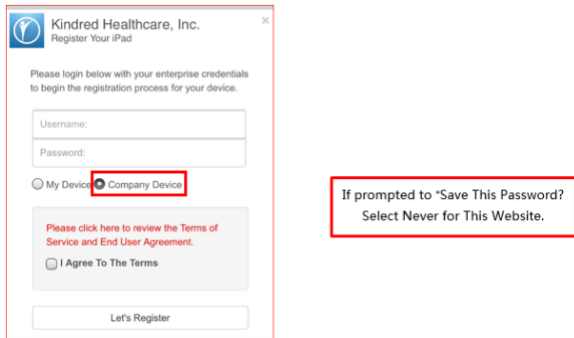 Kindred Healthcare, Inc.
Register Your iPad
×
Please login below with your enterprise credentials
to begin the registration process for your device.
Username:
Password:
My Device Company Device
Please click here to review the Terms of
Service and End User Agreement.
I Agree To The Terms
Let's Register
If prompted to "Save This Password?
Select Never for This Website.